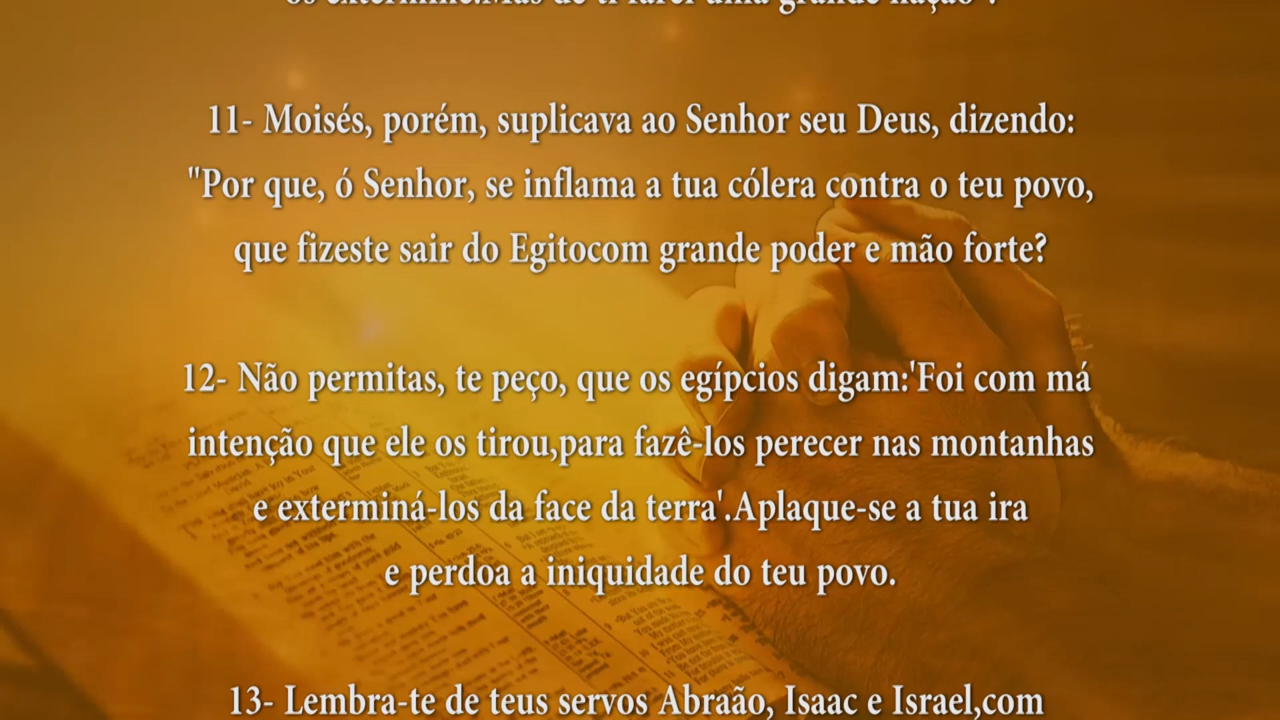 os extermine.Mas de ti farei uma grande nação".
11- Moisés, porém, suplicava ao Senhor seu Deus, dizendo:
"Por que, ó Senhor, se inflama a tua cólera contra o teu povo,
que fizeste sair do Egitocom grande poder e mão forte?
12- Não permitas, te peço, que os egípcios digam:'Foi com má
intenção que ele os tirou,para fazê-los perecer nas montanhas
e exterminá-los da face da terra'.Aplaque-se a tua ira
e perdoa a iniquidade do teu povo.
13- Lembra-te de teus servos Abraão, Isaac e Israel,com